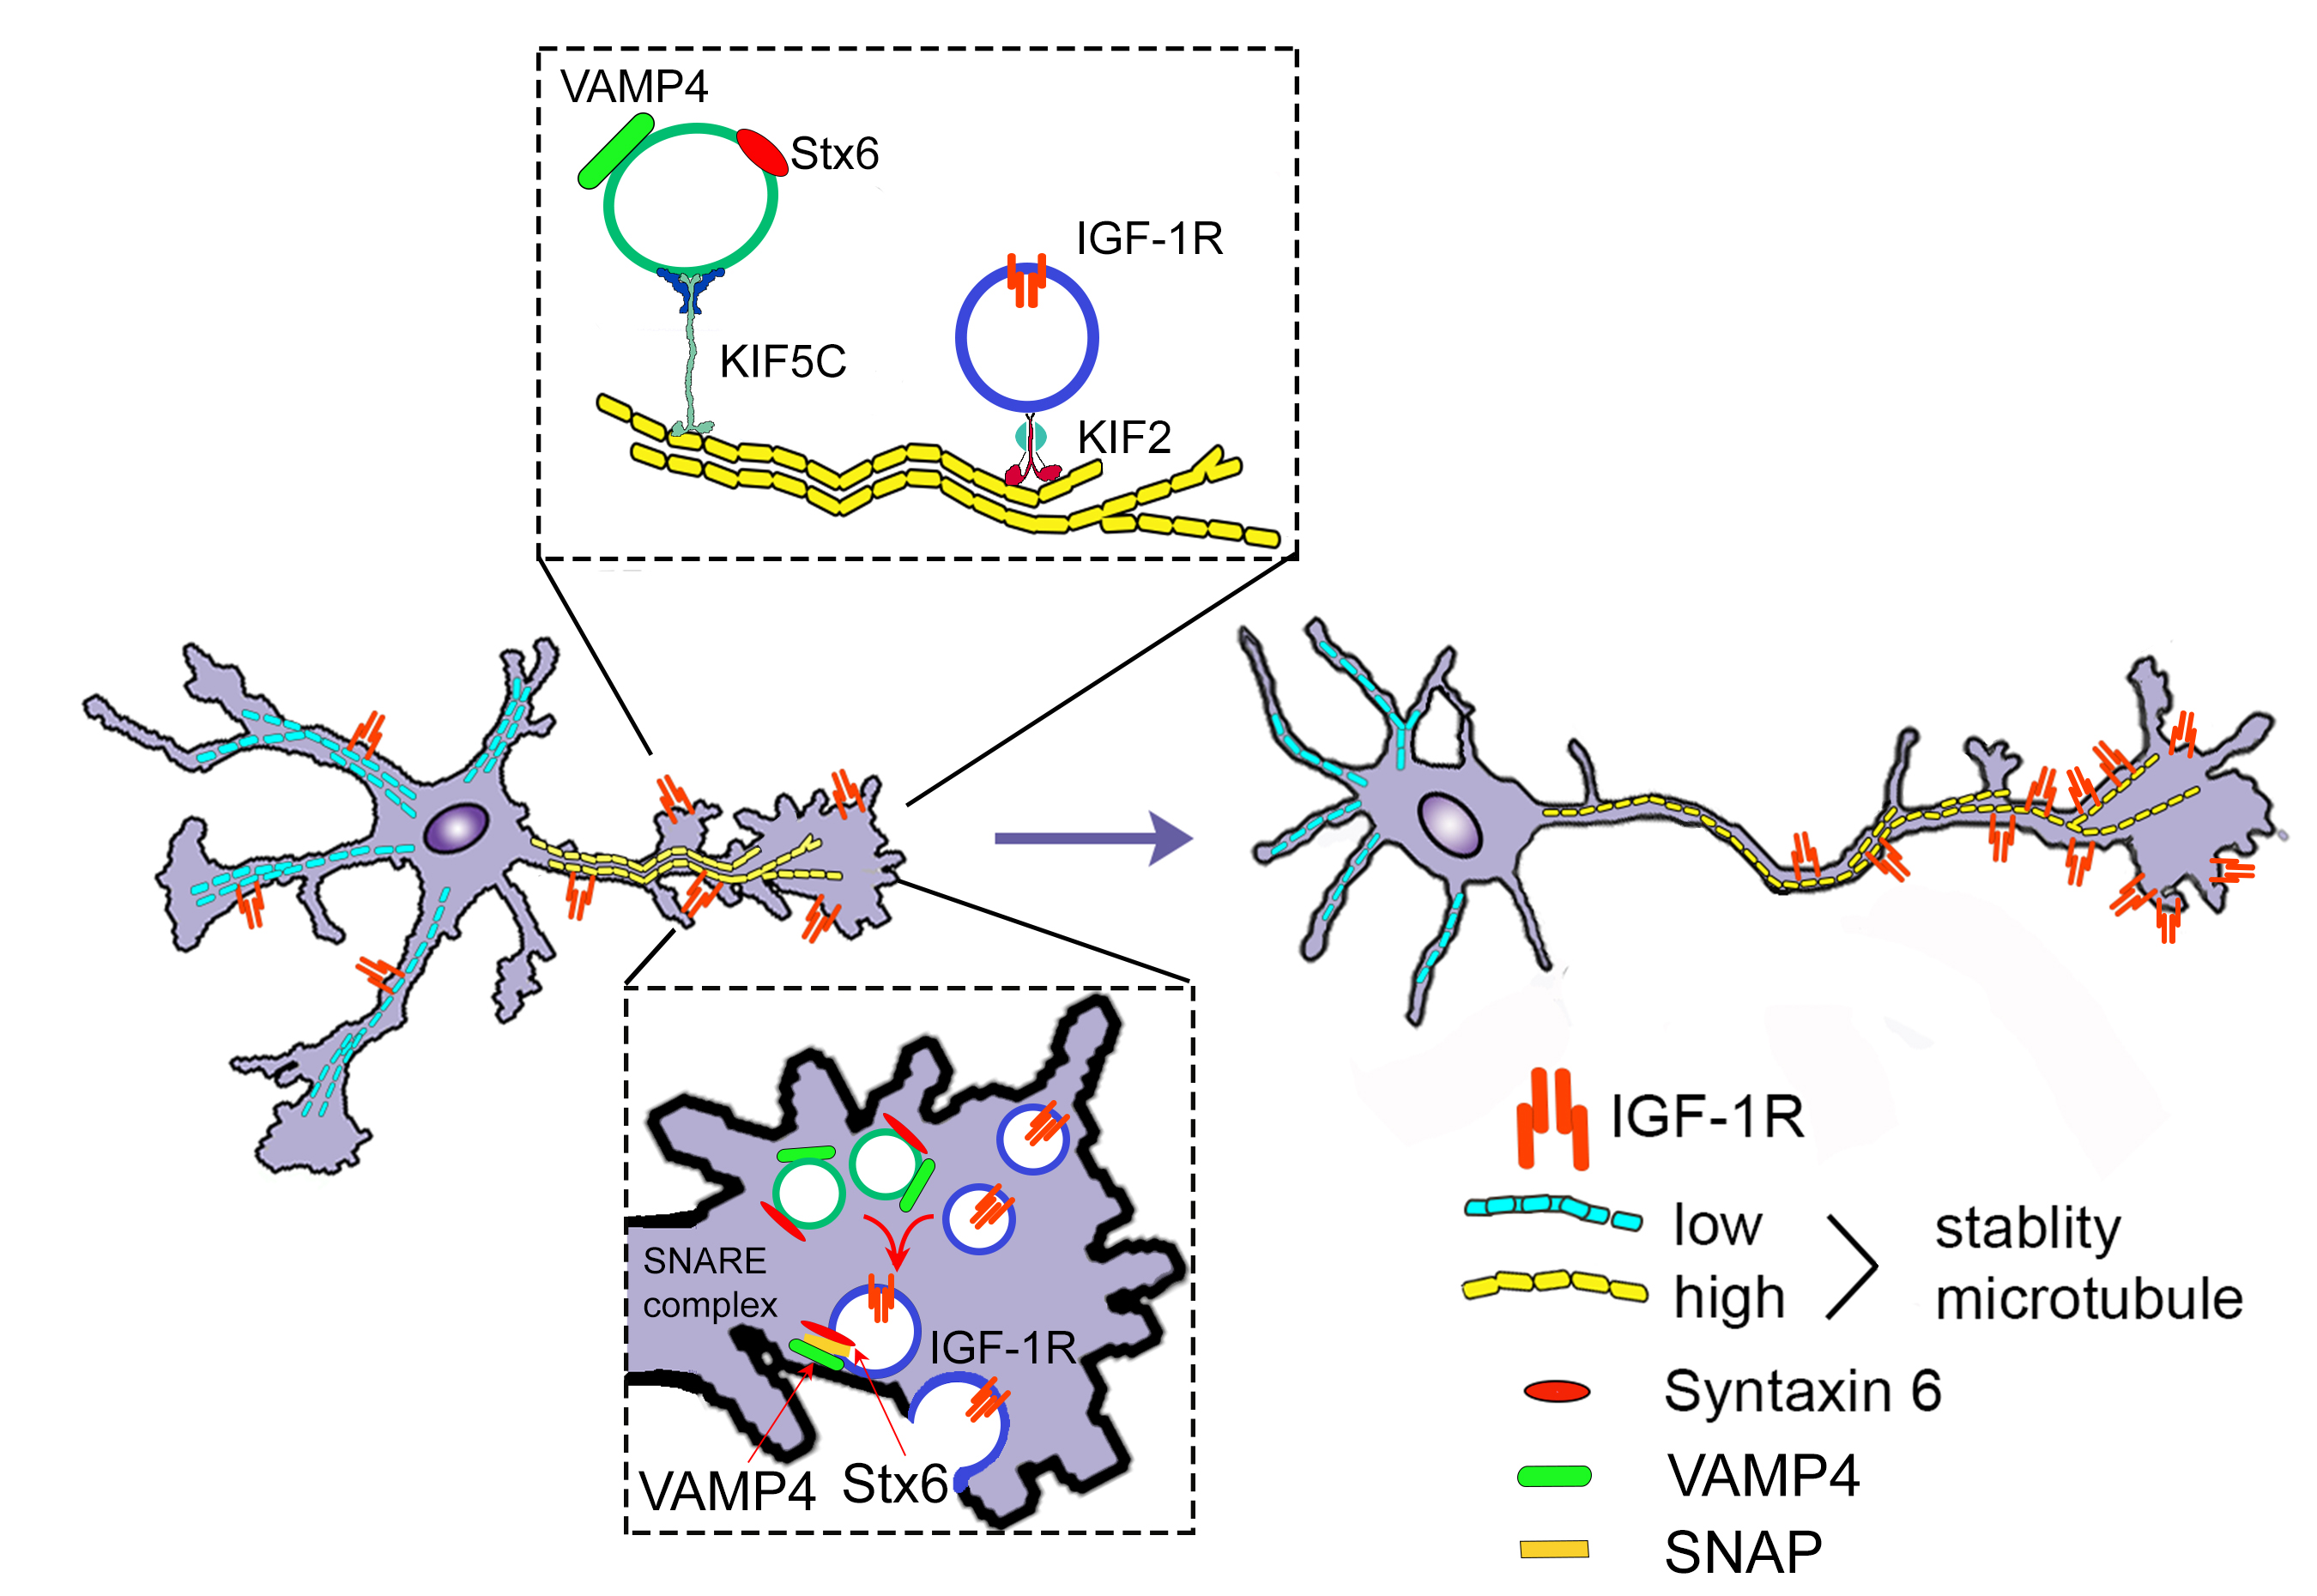 VAMP4
Stx6
IGF-1R
KIF5C
KIF2
SNARE
complex
IGF-1R
VAMP4
Stx6
IGF-1R
low
high
stablity
microtubule
Syntaxin 6
VAMP4
SNAP